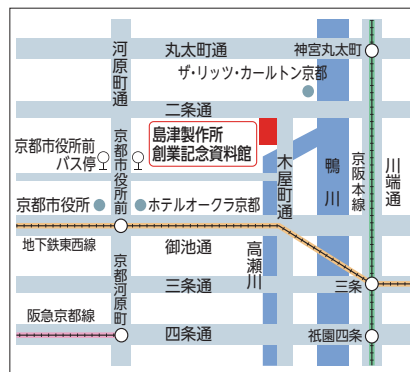 河原町通
丸太町通
神宮丸太町
ザ・リッツ・カールトン京都
二条通
島津製作所
創業記念資料館
京都市役所前
バス停
京都市役所前
木屋町通
鴨川
京阪本線
川端通
京都市役所
ホテルオークラ京都
地下鉄東西線
御池通
高瀬川
京都河原町
三条通
三条
阪急京都線
四条通
祇園四条